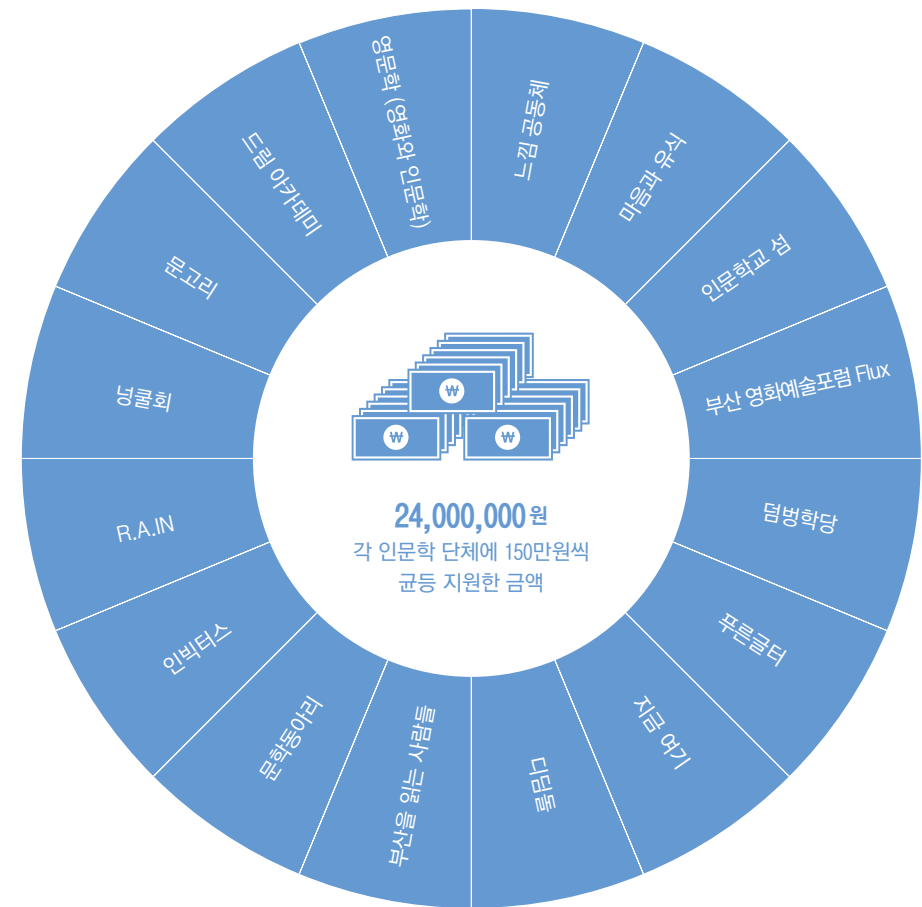 느낌 공동체
마음과 유식
인문학교 섬
부산 영화예술포럼 Flux
덤벙학당
푸른글터
지금 여기
디딤돌
부산을 읽는 사람들
문학동아리
인빅터스
R.A.IN
넝쿨회
문고리
드림 아카데미
영문학 (영화와 인문학)
₩
₩
₩
24,000,000원
각 인문학 단체에 150만원씩
균등 지원한 금액